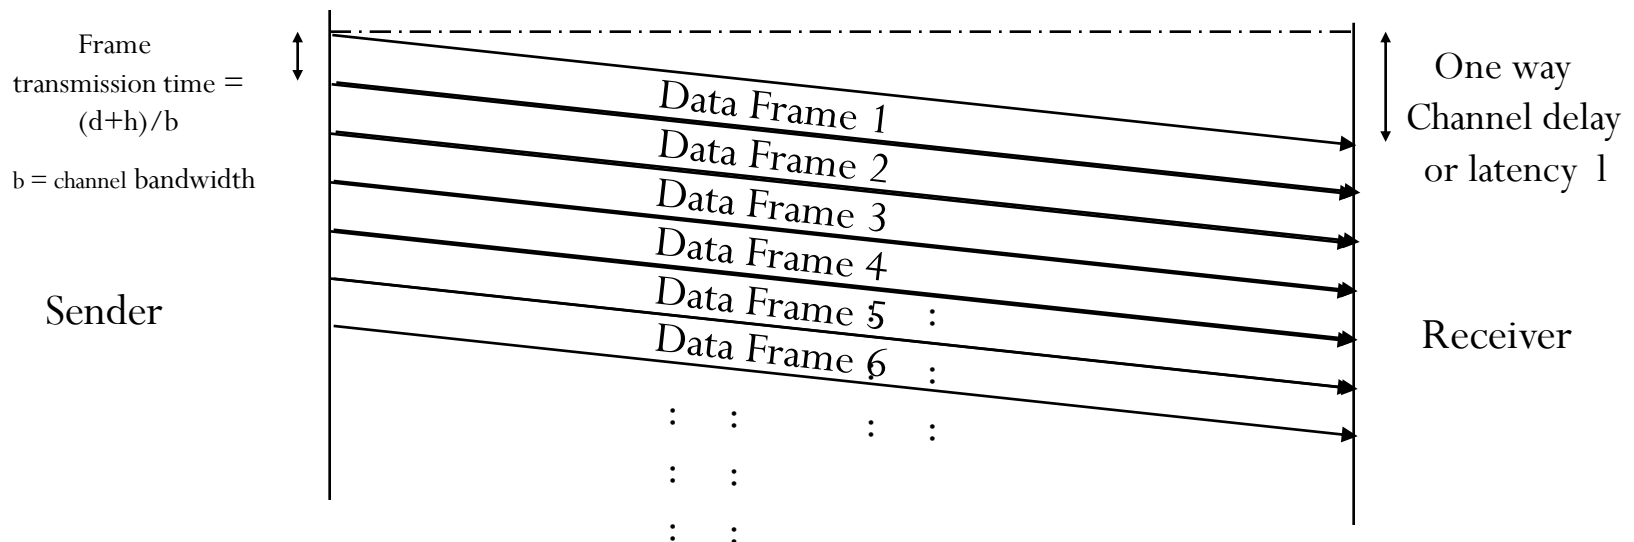 Frame
transmission time =
(d+h)/b
b = channel bandwidth
Sender
Data Frame 1
Data Frame 2
Data Frame 3
Data Frame 4
Data Frame 5
Data Frame 6
: :
: :
: : : :
: :
: :
One way
Channel delay
or latency l
Receiver